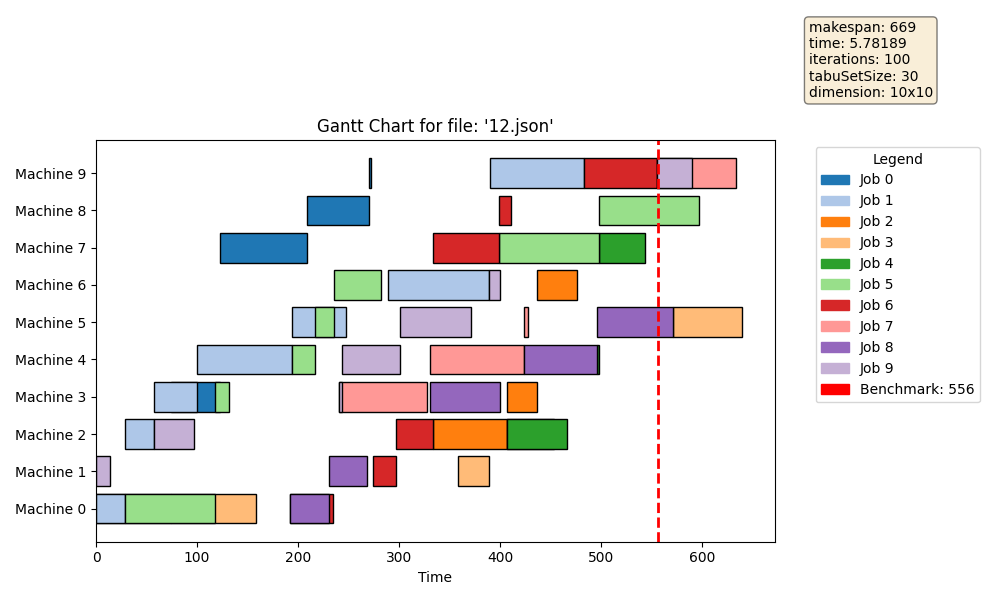 makespan: 669
time: 5.78189
iterations: 100
tabuSetSize: 30
dimension: 10x10
Gantt Chart for file: '12.json'
Machine 9
Machine 8
Machine 7
Machine 6
Machine 5
Machine 4
Machine 3
Machine 2
Machine 1
Machine 0
0 100 200 300 400 500 600
Time
Legend
Job 0
Job 1
Job 2
Job 3
Job 4
Job 5
Job 6
Job 7
Job 8
Job 9
Benchmark: 556